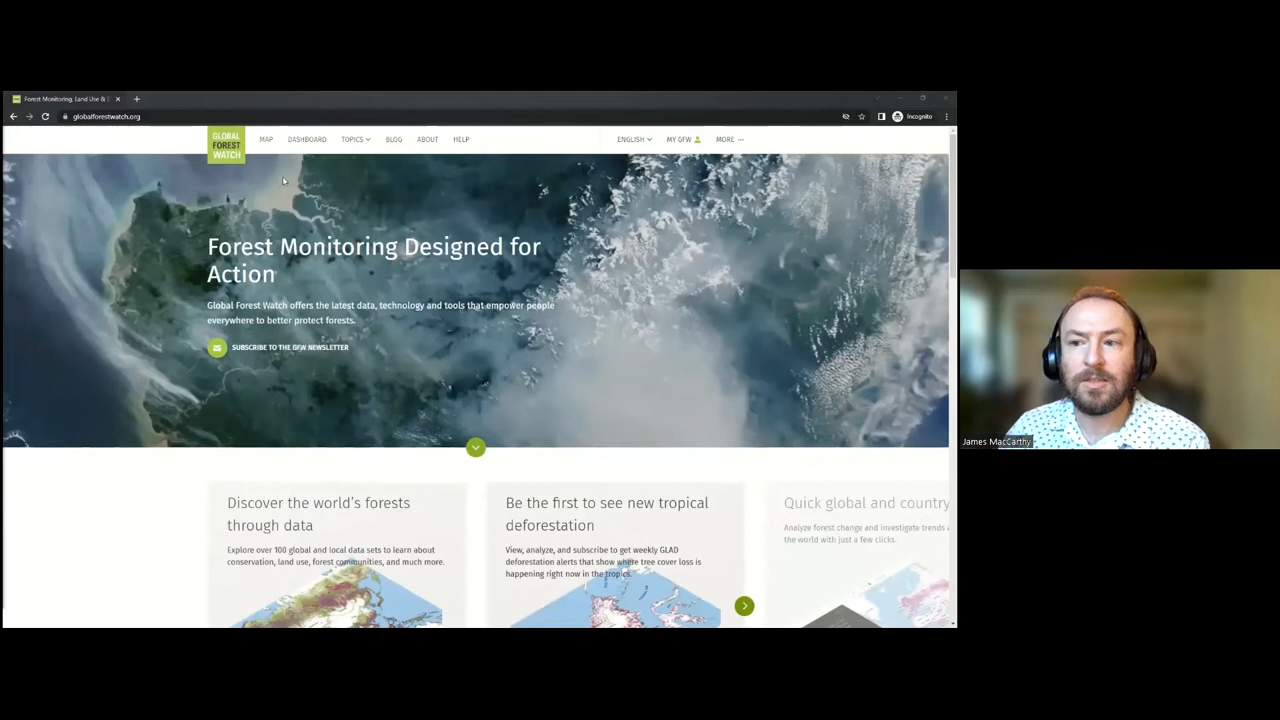 Forest Monitoring, Land Use &
globalforestwatch.org
Incognito
GLOBAL
FOREST
WATCH
MAP DASHBOARD TOPICS BLOG ABOUT HELP ENGLISH MY GFW MORE
Forest Monitoring Designed for
Action
Global Forest Watch offers the latest data, technology and tools that empower people
everywhere to better protect forests.
SUBSCRIBE TO THE GFW NEWSLETTER
Discover the world's forests
through data
Explore over 100 global and local data sets to learn about
conservation, land use, forest communities, and much more.
Be the first to see new tropical
deforestation
View, analyze, and subscribe to get weekly GLAD
deforestation alerts that show where tree cover loss is
happening right now in the tropics.
Quick global and country
Analyze forest change and investigate trends
the world with just a few clicks.
James MacCarthy